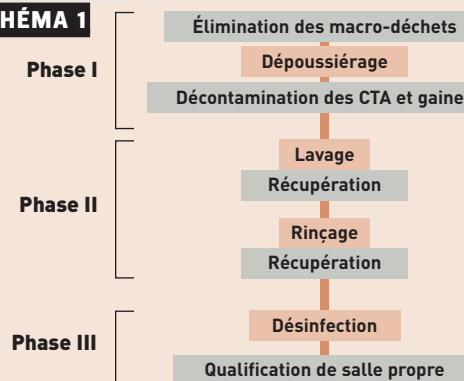 HÉMA 1
Élimination des macro-déchets
Phase I
Dépoussiérage
Décontamination des CTA et gaine
Lavage
Récupération
Phase II
Rinçage
Récupération
Désinfection
Phase III
Qualification de salle propre